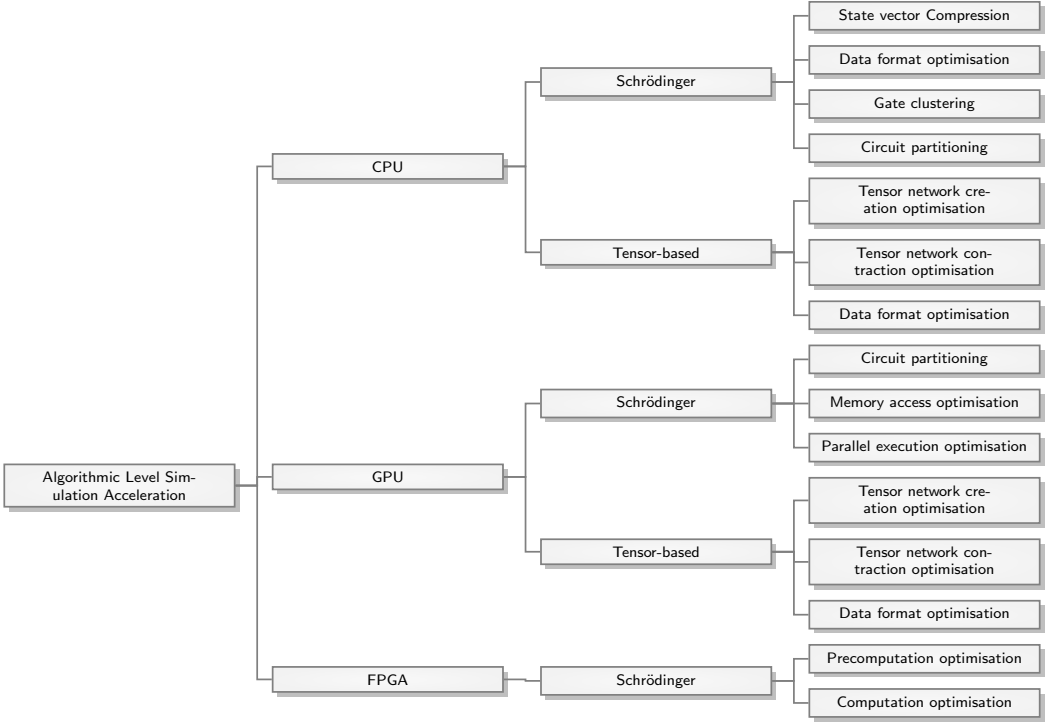 State vector Compression
Data format optimisation
Schrödinger
Gate clustering
Circuit partitioning
CPU
Tensor network cre-
ation optimisation
Tensor-based
Tensor network con-
traction optimisation
Data format optimisation
Circuit partitioning
Schrödinger
Memory access optimisation
Parallel execution optimisation
Algorithmic Level Sim-
ulation Acceleration
GPU
Tensor network cre-
ation optimisation
Tensor-based
Tensor network con-
traction optimisation
Data format optimisation
Precomputation optimisation
FPGA
Schrödinger
Computation optimisation